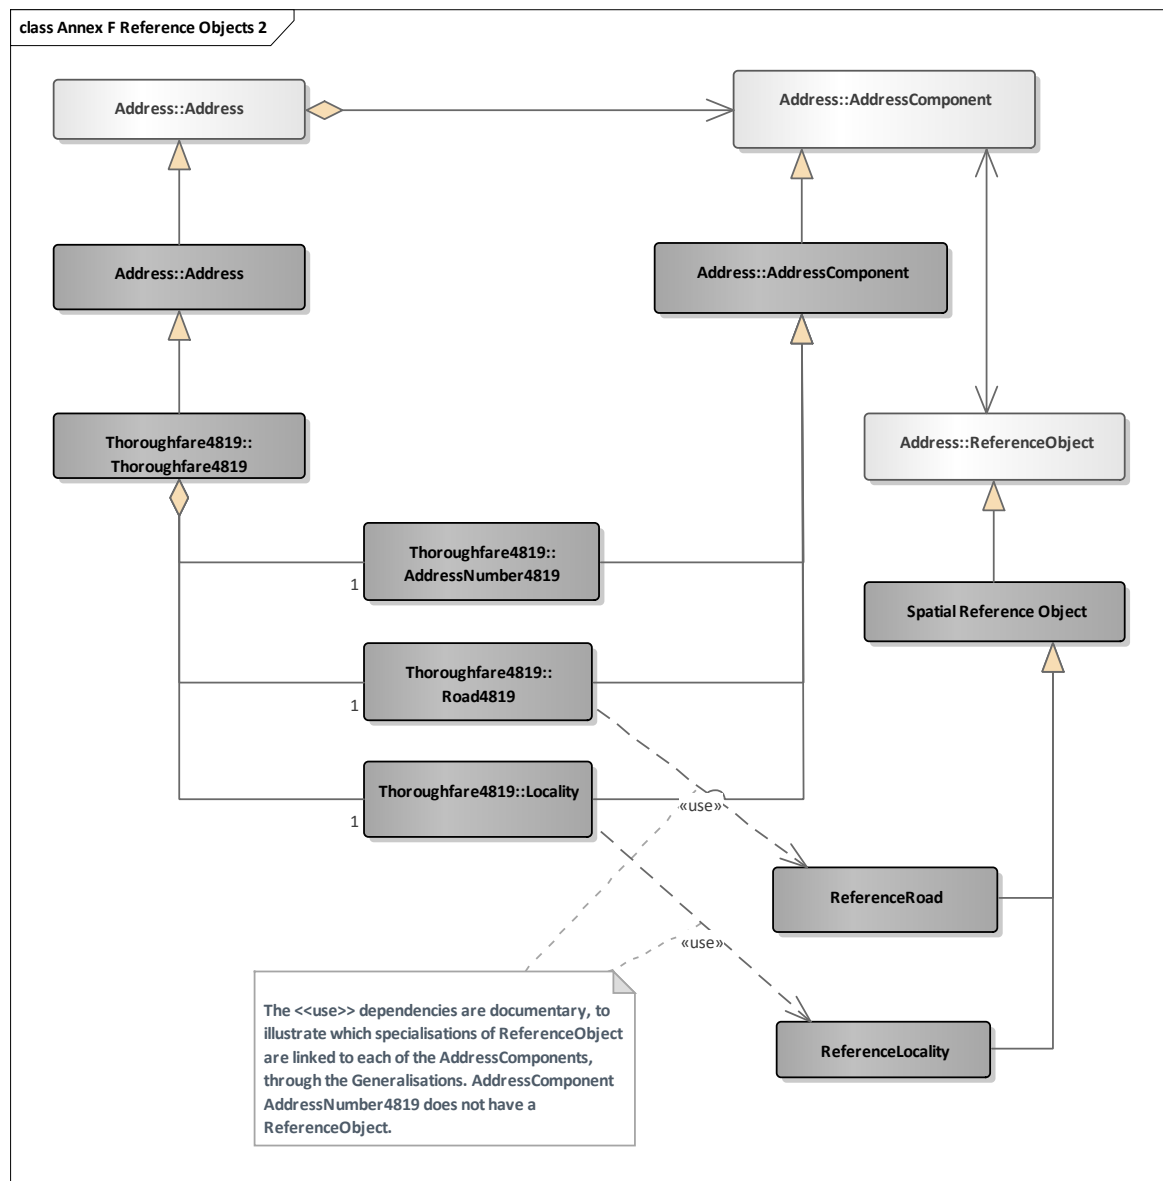 class Annex F Reference Objects 2
Address::Address
Address::AddressComponent
Address::Address
Address::AddressComponent
Thoroughfare4819::
Thoroughfare4819
Address::ReferenceObject
Thoroughfare4819::
AddressNumber4819
1
Spatial Reference Object
Thoroughfare4819::
Road4819
1
Thoroughfare4819::Locality
1
«use»
ReferenceRoad
«use»
The <<use>> dependencies are documentary, to
illustrate which specialisations of ReferenceObject
are linked to each of the AddressComponents,
through the Generalisations. AddressComponent
AddressNumber4819 does not have a
ReferenceObject.
ReferenceLocality